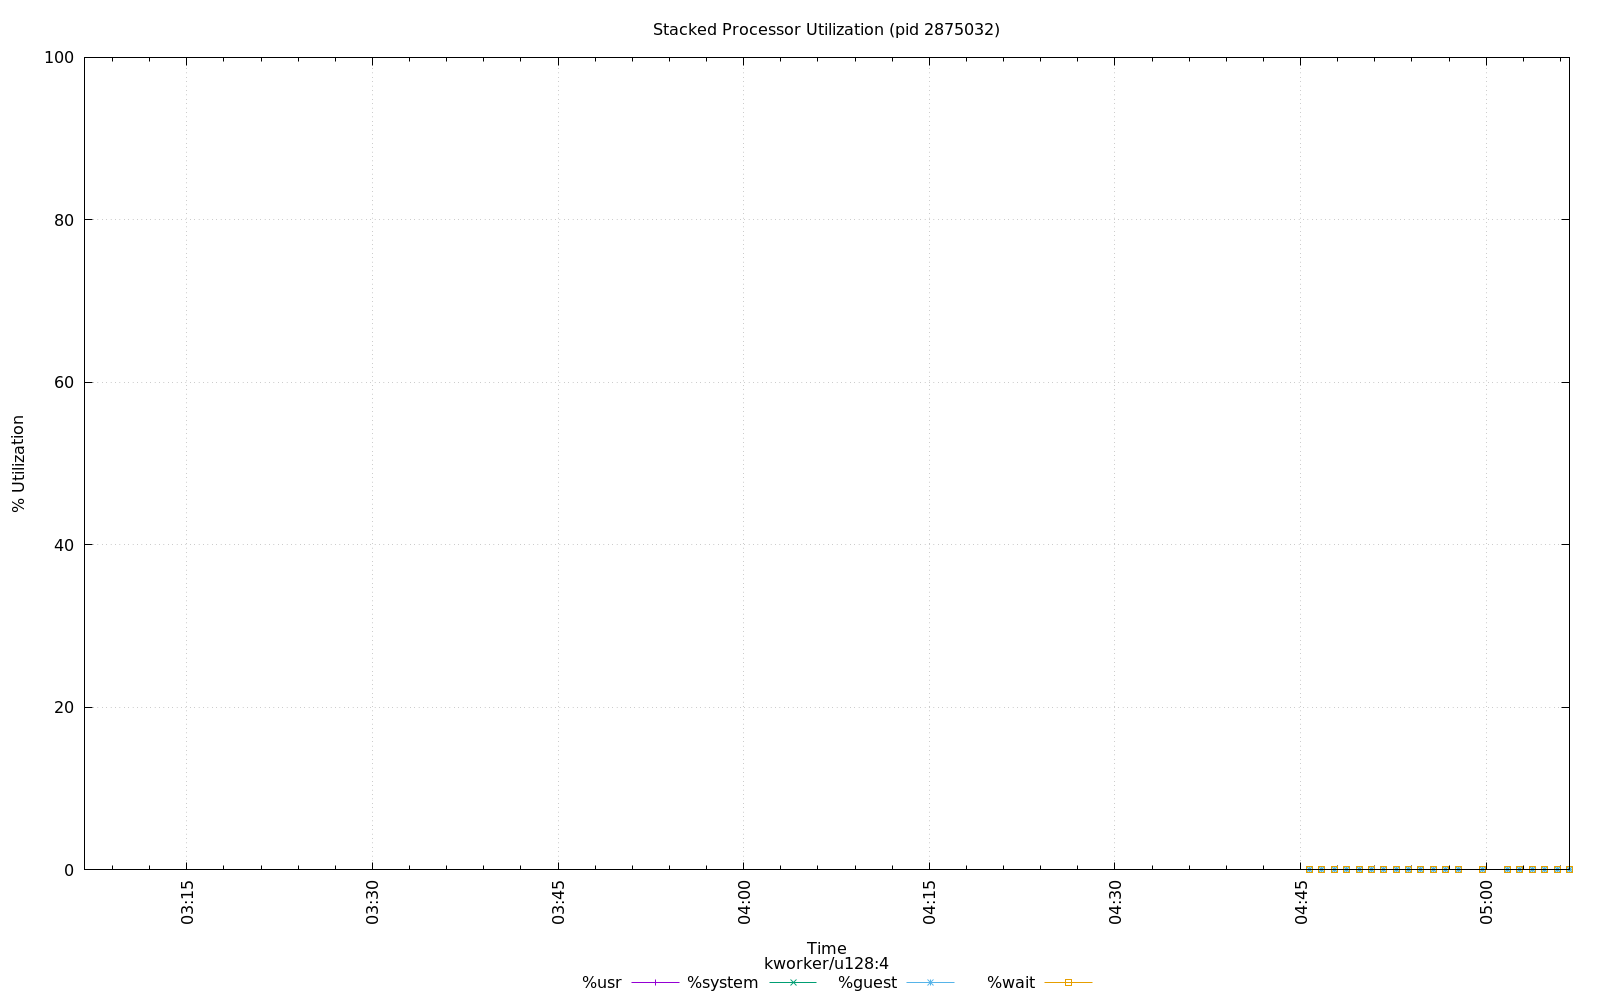 Stacked Processor Utilization (pid 2875032)
100
80
60
40
20
0
% Utilization
03:15
03:30
03:45
04:00
04:15
04:30
04:45
05:00
Time
kworker/u128:4
%usr %system %guest %wait